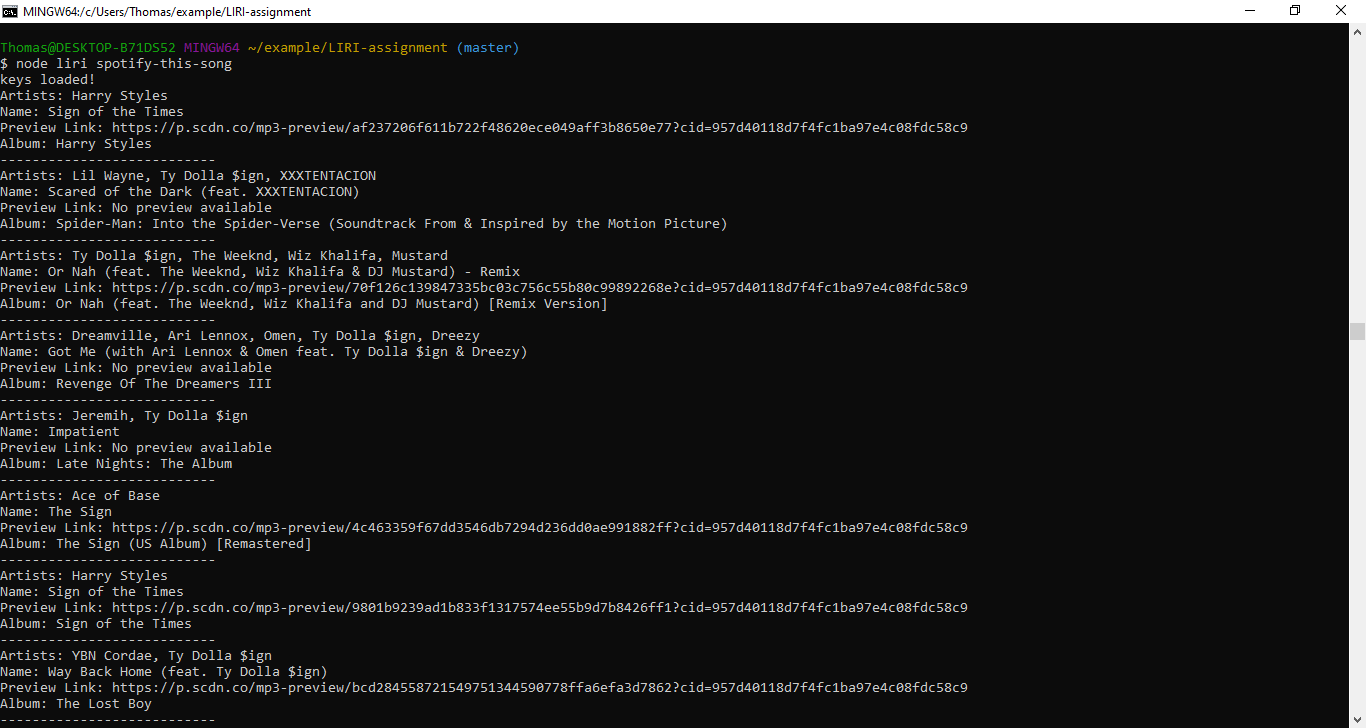 MINGW64:/c/Users/Thomas/example/LIRI-assignment
Thomas@DESKTOP-B71DS52 MINGW64 ~/example/LIRI-assignment (master)
$ node liri spotify-this-song
keys loaded!
Artists: Harry Styles
Name: Sign of the Times
Preview Link: https://p.scdn.co/mp3-preview/af237206f611b722f48620ece049aff3b8650e77?cid=957d40118d7f4fc1ba97e4c08fdc58c9
Album: Harry Styles
---------------------------
Artists: Lil Wayne, Ty Dolla $ign, XXXTENTACION
Name: Scared of the Dark (feat. XXXTENTACION)
Preview Link: No preview available
Album: Spider-Man: Into the Spider-Verse (Soundtrack From & Inspired by the Motion Picture)
---------------------------
Artists: Ty Dolla $ign, The Weeknd, Wiz Khalifa, Mustard
Name: Or Nah (feat. The Weeknd, Wiz Khalifa & DJ Mustard) - Remix
Preview Link: https://p.scdn.co/mp3-preview/70f126c139847335bc03c756c55b80c99892268e?cid=957d40118d7f4fc1ba97e4c08fdc58c9
Album: Or Nah (feat. The Weeknd, Wiz Khalifa and DJ Mustard) [Remix Version]
---------------------------
Artists: Dreamville, Ari Lennox, Omen, Ty Dolla $ign, Dreezy
Name: Got Me (with Ari Lennox & Omen feat. Ty Dolla $ign & Dreezy)
Preview Link: No preview available
Album: Revenge Of The Dreamers III
---------------------------
Artists: Jeremih, Ty Dolla $ign
Name: Impatient
Preview Link: No preview available
Album: Late Nights: The Album
---------------------------
Artists: Ace of Base
Name: The Sign
Preview Link: https://p.scdn.co/mp3-preview/4c463359f67dd3546db7294d236dd0ae991882ff?cid=957d40118d7f4fc1ba97e4c08fdc58c9
Album: The Sign (US Album) [Remastered]
---------------------------
Artists: Harry Styles
Name: Sign of the Times
Preview Link: https://p.scdn.co/mp3-preview/9801b9239ad1b833f1317574ee55b9d7b8426ff1?cid=957d40118d7f4fc1ba97e4c08fdc58c9
Album: Sign of the Times
---------------------------
Artists: YBN Cordae, Ty Dolla $ign
Name: Way Back Home (feat. Ty Dolla $ign)
Preview Link: https://p.scdn.co/mp3-preview/bcd284558721549751344590778ffa6efa3d7862?cid=957d40118d7f4fc1ba97e4c08fdc58c9
Album: The Lost Boy
---------------------------